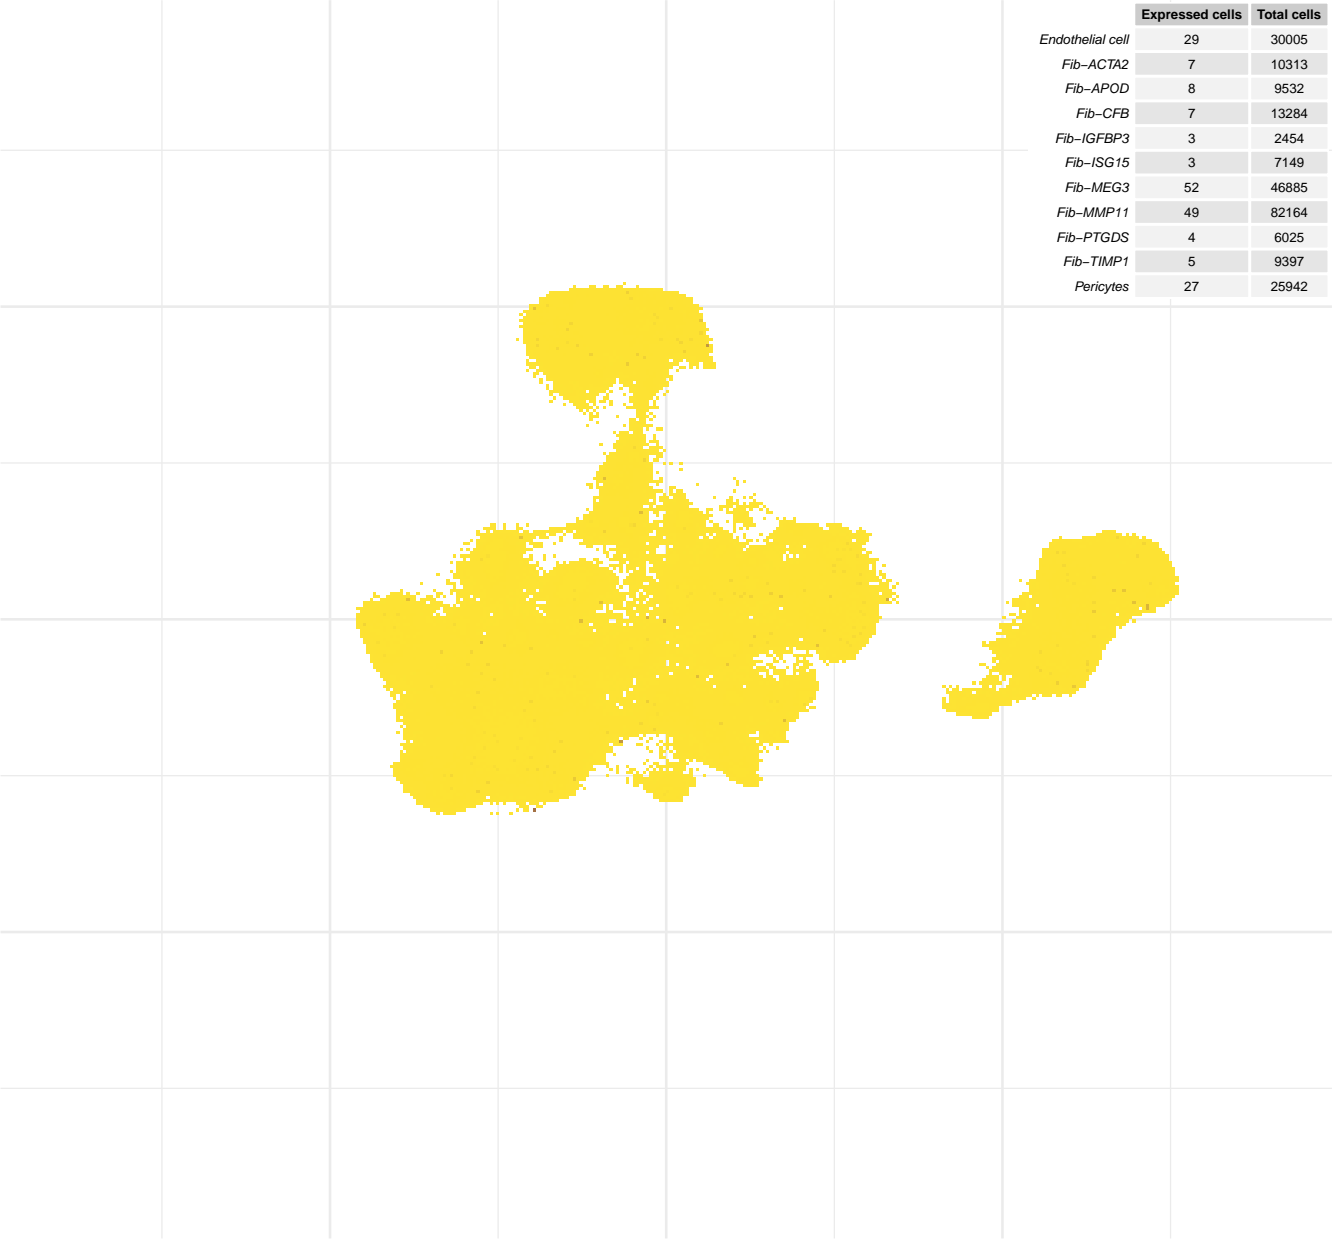 Expressed cells Total cells
Endothelial cell 29 30005
Fib−ACTA2 7 10313
Fib−APOD 8 9532
Fib−CFB 7 13284
Fib−IGFBP3 3 2454
Fib−ISG15 3 7149
Fib−MEG3 52 46885
Fib−MMP11 49 82164
Fib−PTGDS 4 6025
Fib−TIMP1 5 9397
Pericytes 27 25942